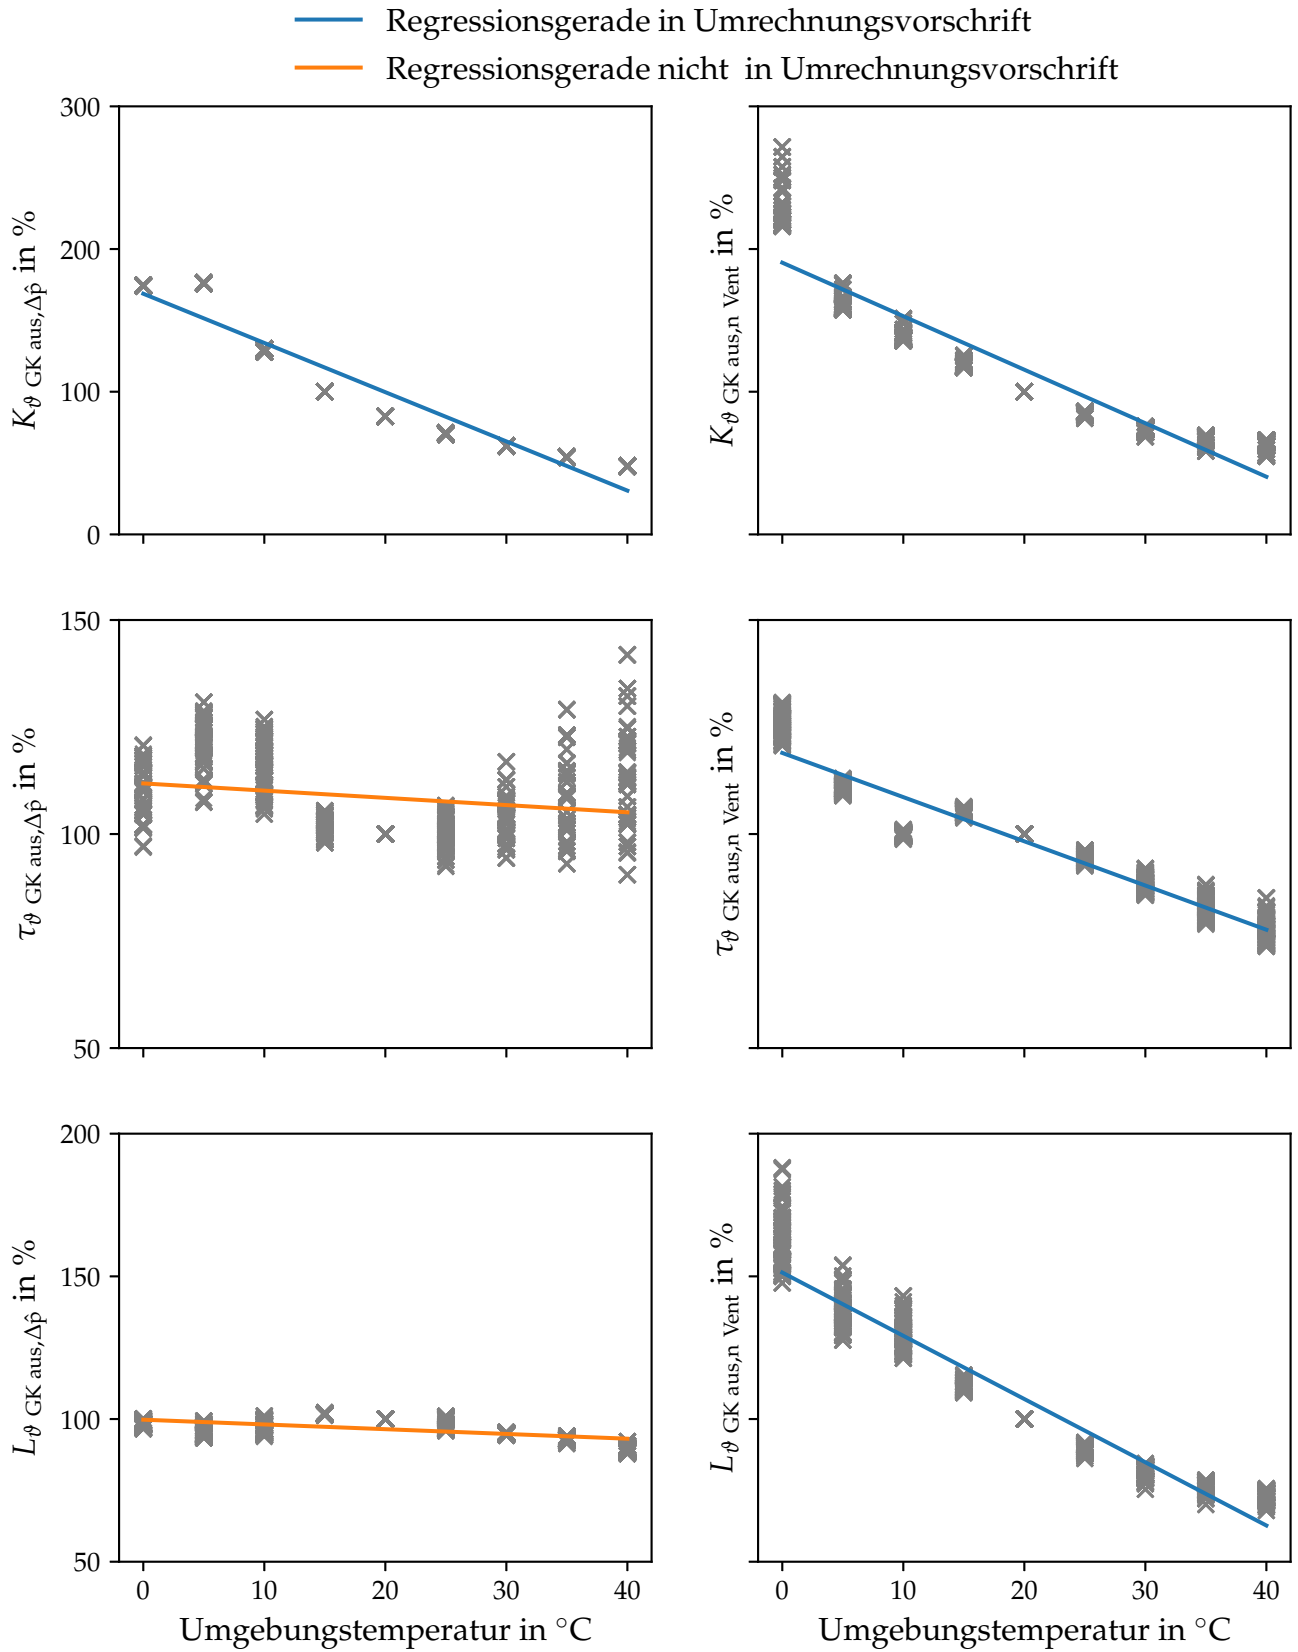 Regressionsgerade in Umrechnungsvorschrift
Regressionsgerade nicht in Umrechnungsvorschrift
300
200
100
0
K_ϑ GK aus,Δp̂ in %
K_ϑ GK aus,n Vent in %
150
100
50
τ_ϑ GK aus,Δp̂ in %
τ_ϑ GK aus,n Vent in %
200
150
100
50
L_ϑ GK aus,Δp̂ in %
L_ϑ GK aus,n Vent in %
0 10 20 30 40
0 10 20 30 40
Umgebungstemperatur in °C
Umgebungstemperatur in °C